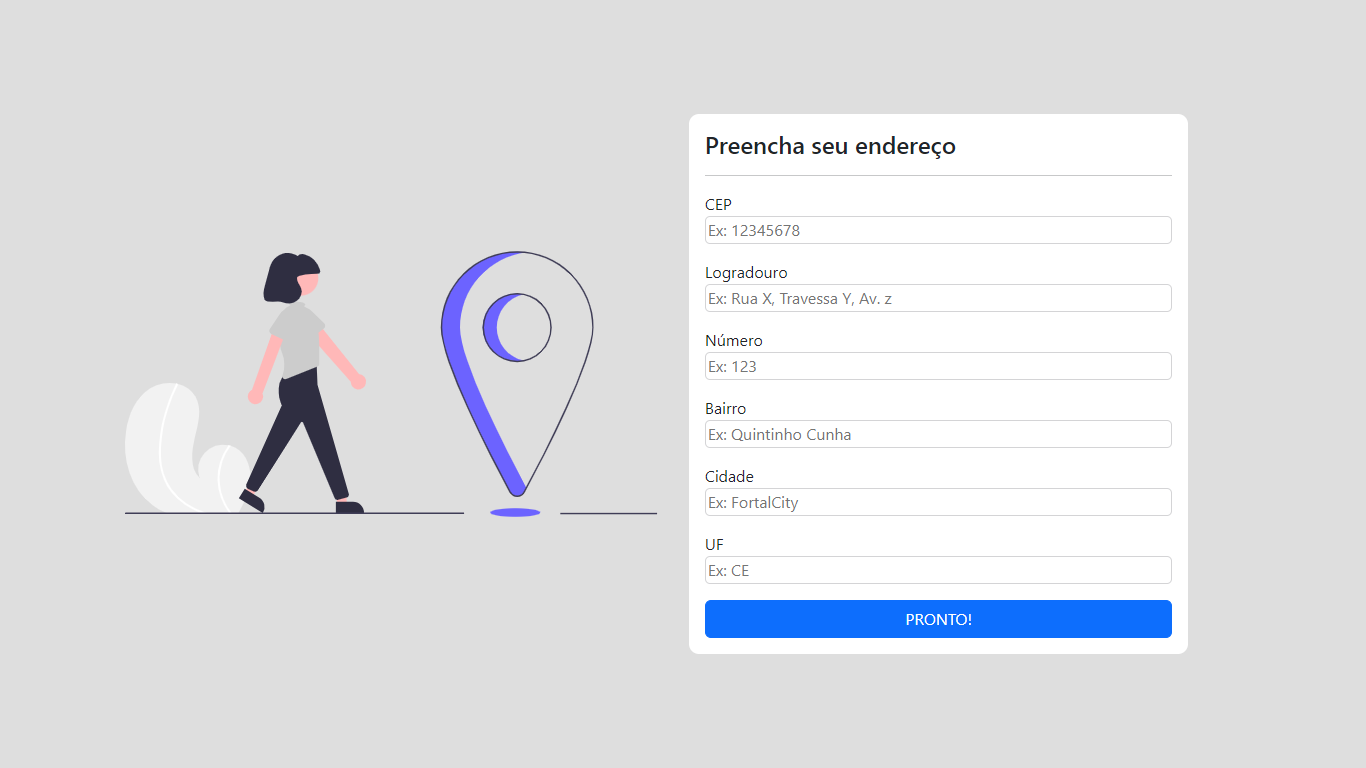 Preencha seu endereço
CEP
Ex: 12345678
Logradouro
Ex: Rua X, Travessa Y, Av. z
Número
Ex: 123
Bairro
Ex: Quintinho Cunha
Cidade
Ex: FortalCity
UF
Ex: CE
PRONTO!